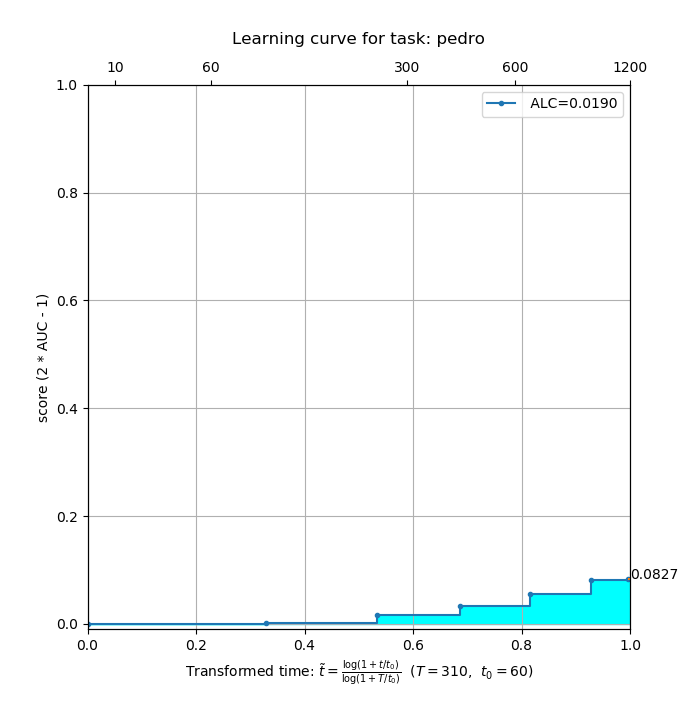 Learning curve for task: pedro
10 60 300 600 1200
1.0
ALC=0.0190
0.8
0.6
score (2 * AUC - 1)
0.4
0.2
0.0827
0.0
0.0 0.2 0.4 0.6 0.8 1.0
Transformed time: t̃ = log(1 + t/t₀) / log(1 + T/t₀) (T = 310, t₀ = 60)